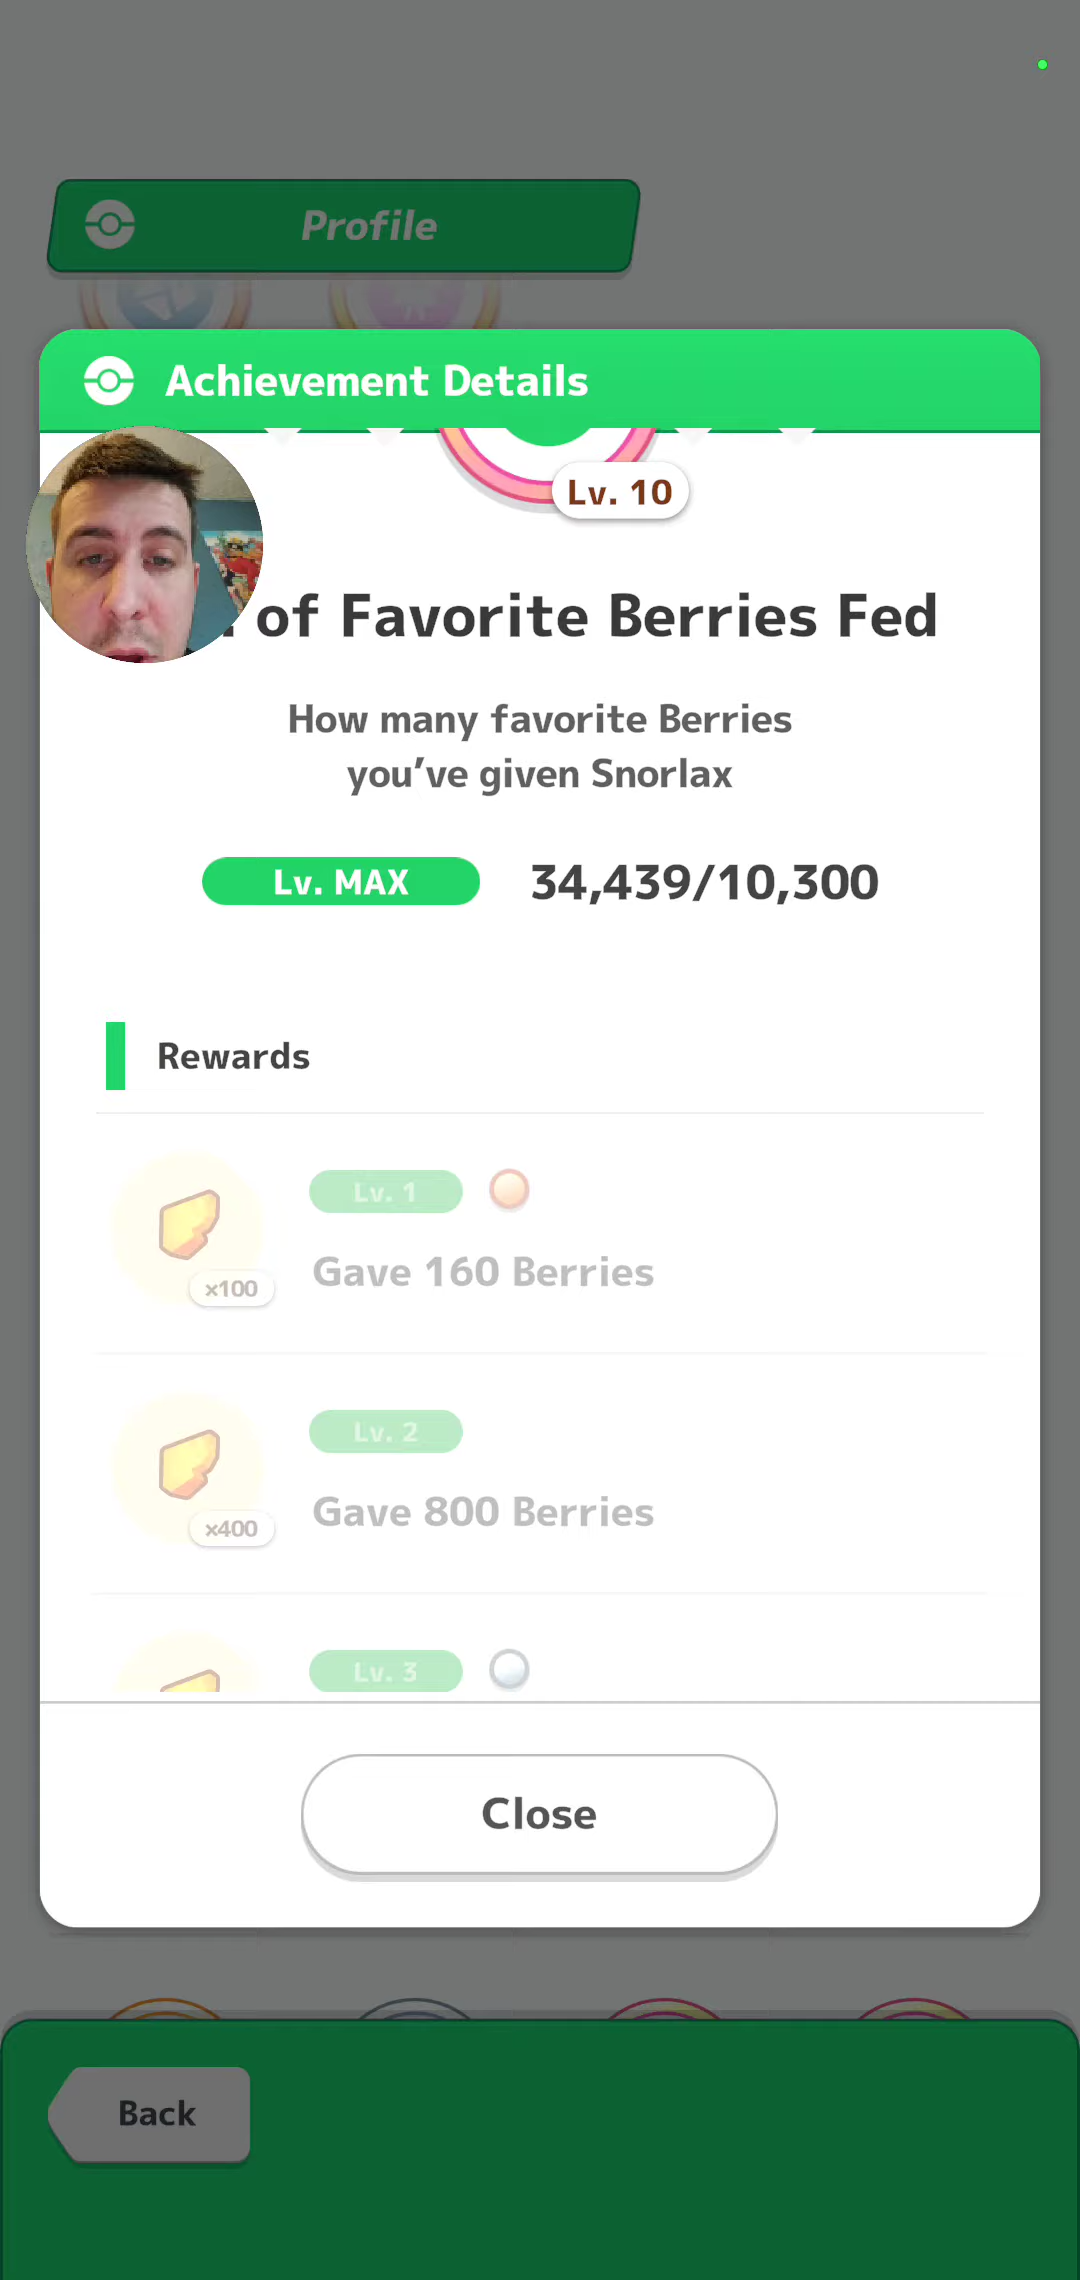 Profile
Achievement Details
Lv. 10
. of Favorite Berries Fed
How many favorite Berries
you've given Snorlax
Lv. MAX 34,439/10,300
Rewards
Lv. 1
×100
Gave 160 Berries
Lv. 2
×400
Gave 800 Berries
Lv. 3
Close
Back